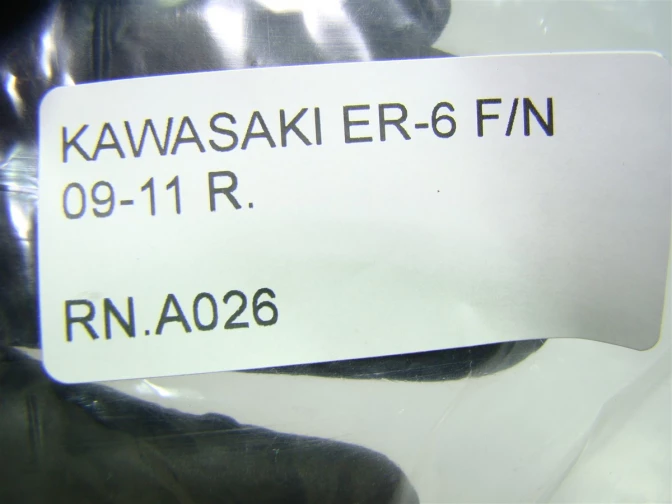 KAWASAKI ER-6 F/N
09-11 R.
RN.A026